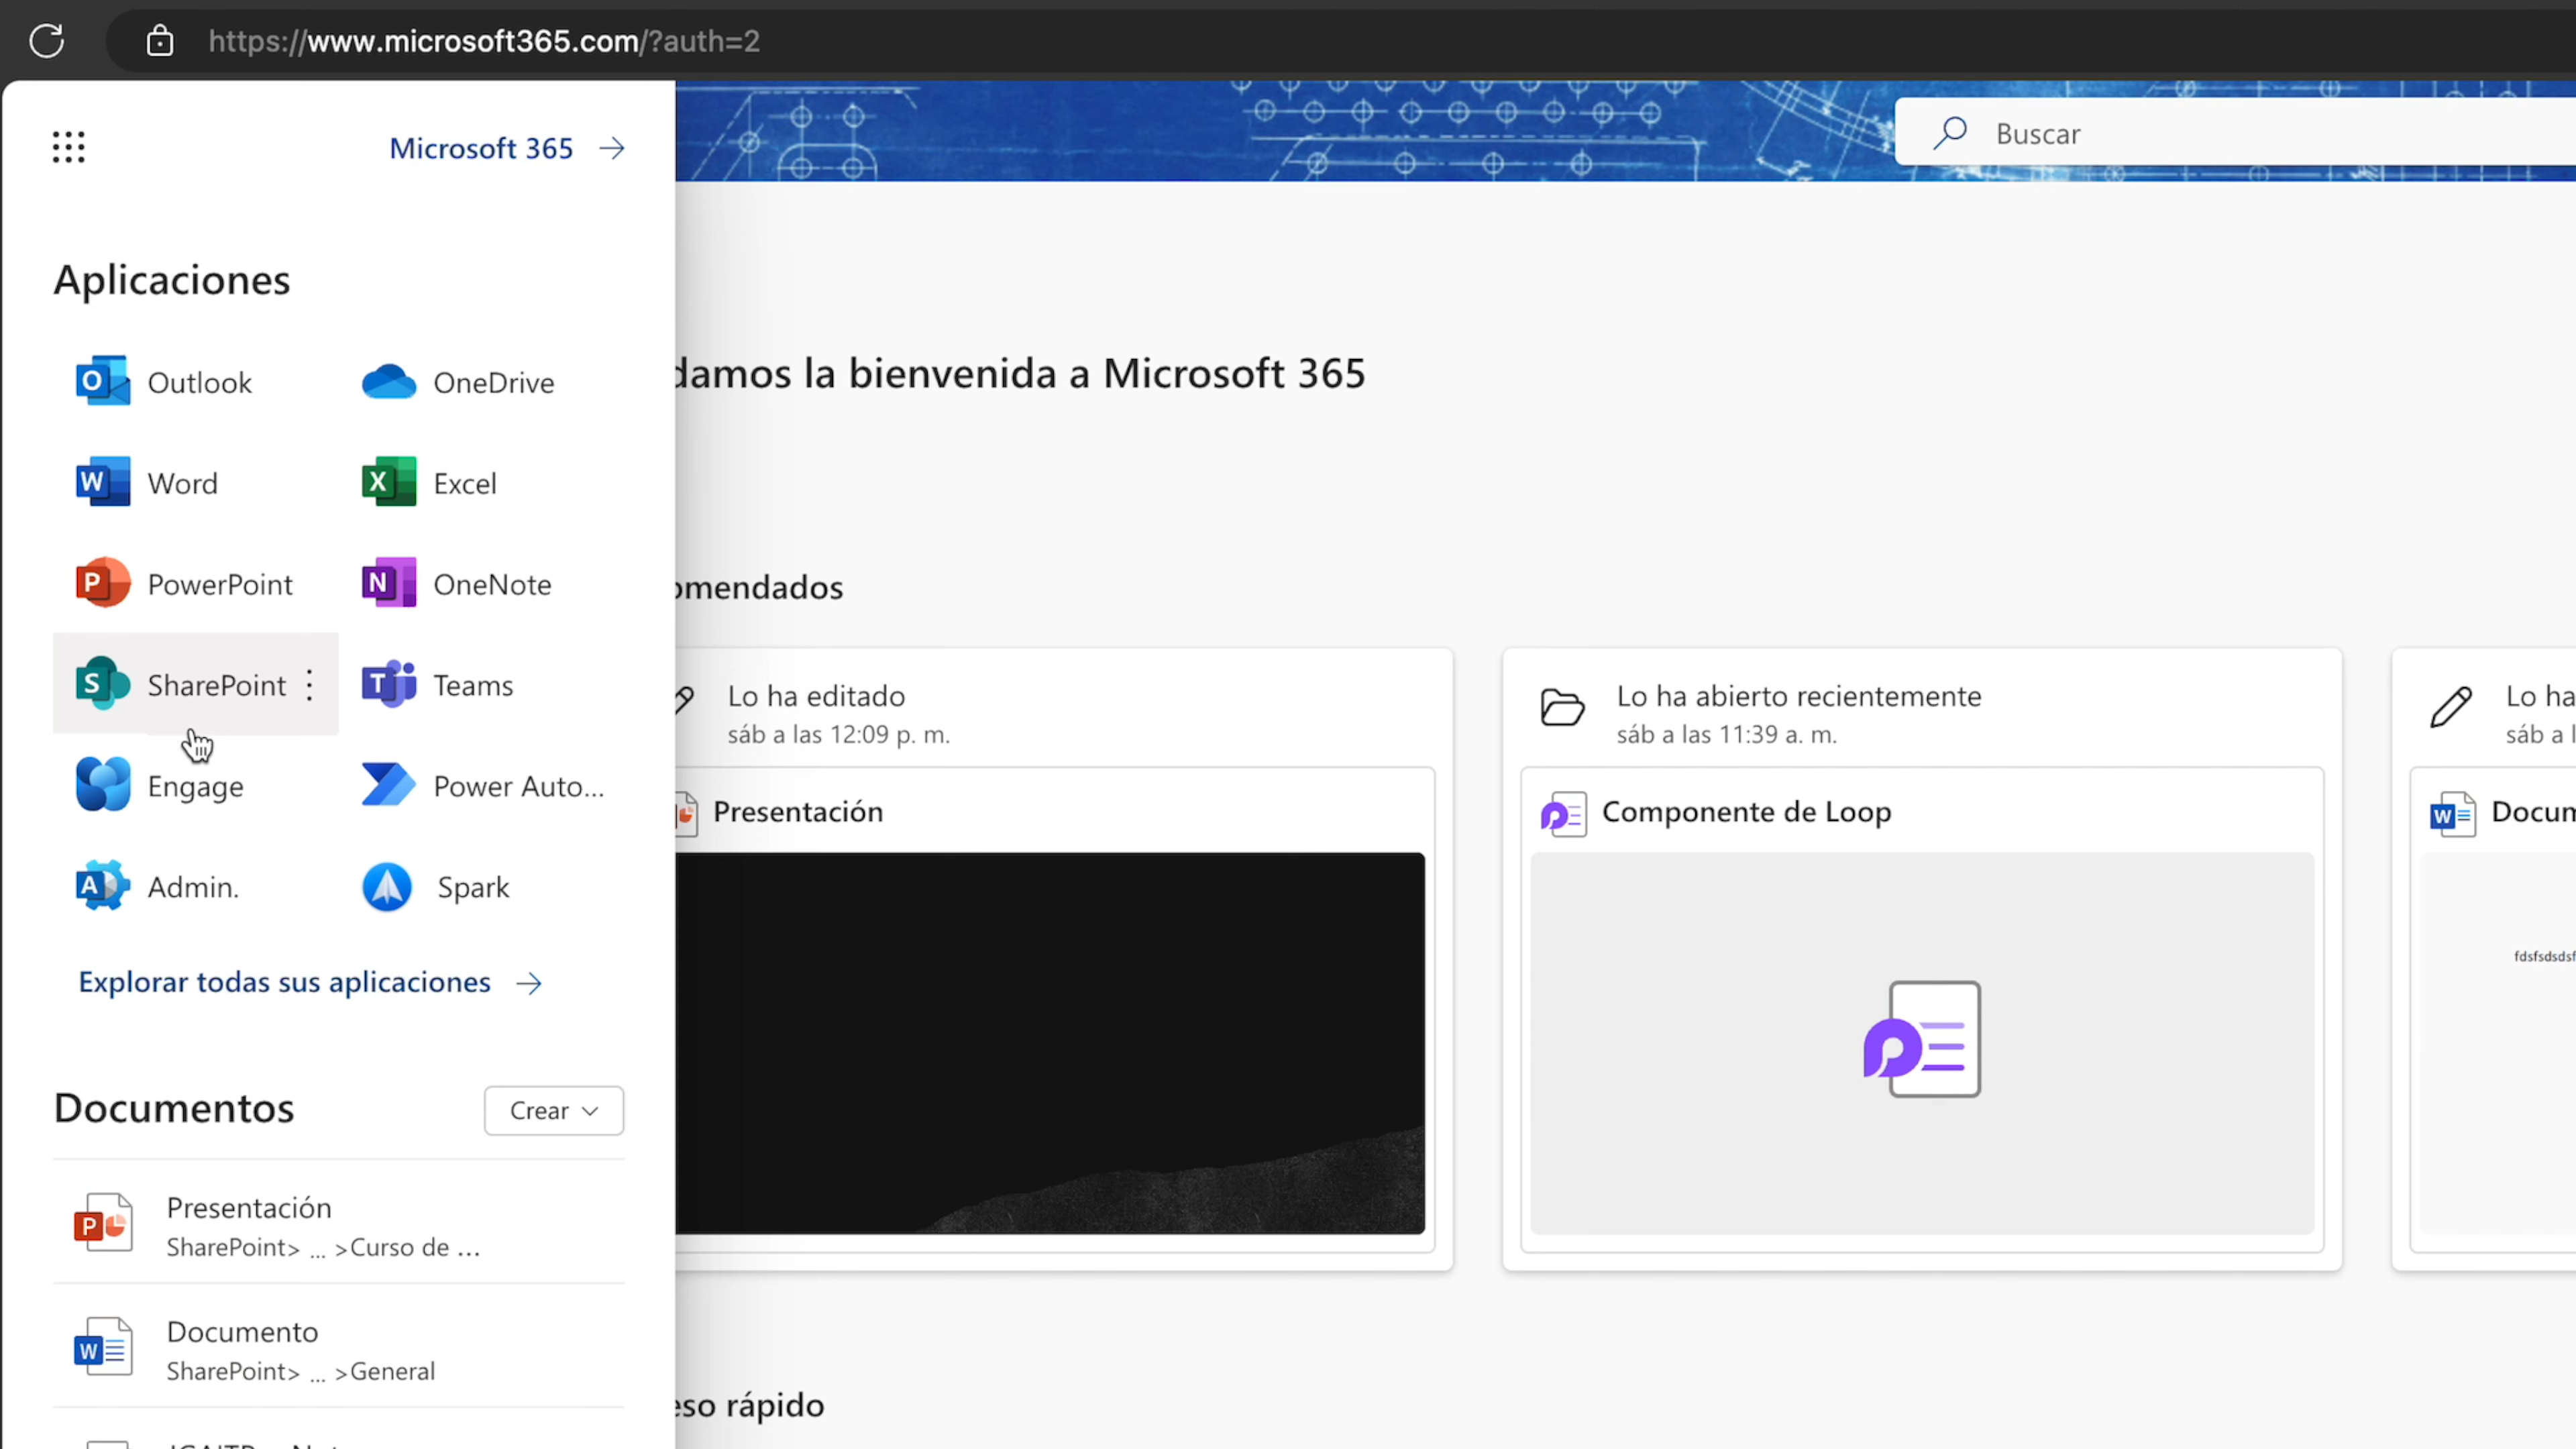 https://www.microsoft365.com/?auth=2
Microsoft 365
Buscar
Aplicaciones
Outlook
OneDrive
Word
Excel
PowerPoint
OneNote
SharePoint
Teams
Engage
Power Auto...
Admin.
Spark
Explorar todas sus aplicaciones
Documentos
Crear
Presentación
SharePoint> ... >Curso de ...
Documento
SharePoint> ... >General
damos la bienvenida a Microsoft 365
omendados
Lo ha editado
sáb a las 12:09 p. m.
Presentación
Lo ha abierto recientemente
sáb a las 11:39 a. m.
Componente de Loop
Lo ha
sáb a l
Docum
fdsfsdsdsf
eso rápido